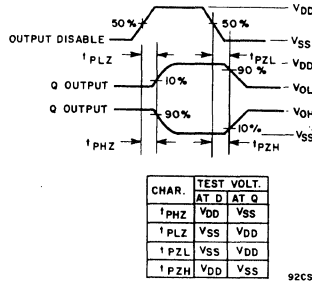 VDD
50% 50%
OUTPUT DISABLE VSS
tPLZ tPZL VDD
90%
Q OUTPUT 10% VOL
Q OUTPUT VOH
90%
10% VSS
tPHZ tPZH
CHAR. TEST VOLT.
AT D AT Q
tPHZ VDD VSS
tPLZ VSS VDD
tPZL VSS VDD
tPZH VDD VSS
92CS